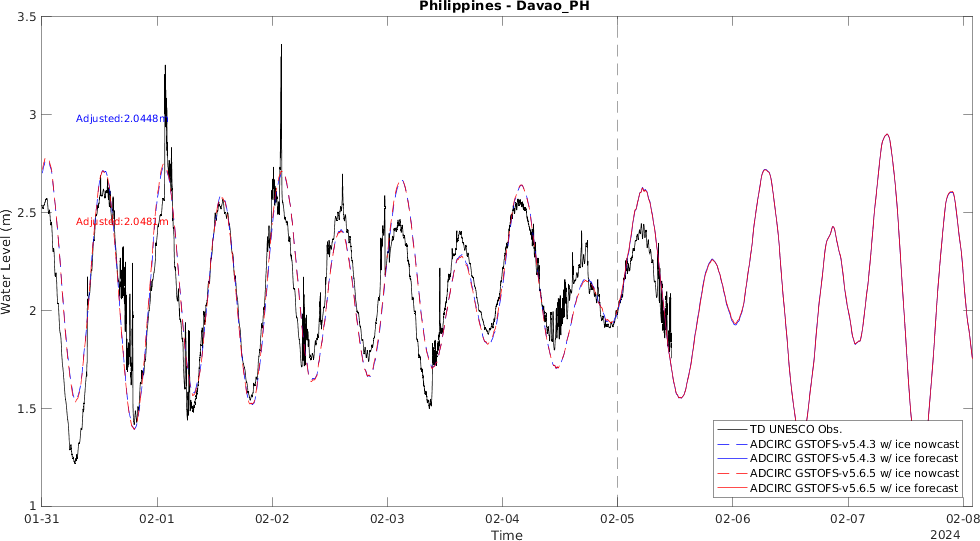 Philippines - Davao_PH
3.5
3
2.5
2
1.5
1
Water Level (m)
Adjusted:2.0448m
Adjusted:2.0481m
TD UNESCO Obs.
ADCIRC GSTOFS-v5.4.3 w/ ice nowcast
ADCIRC GSTOFS-v5.4.3 w/ ice forecast
ADCIRC GSTOFS-v5.6.5 w/ ice nowcast
ADCIRC GSTOFS-v5.6.5 w/ ice forecast
01-31 02-01 02-02 02-03 02-04 02-05 02-06 02-07 02-08
Time
2024